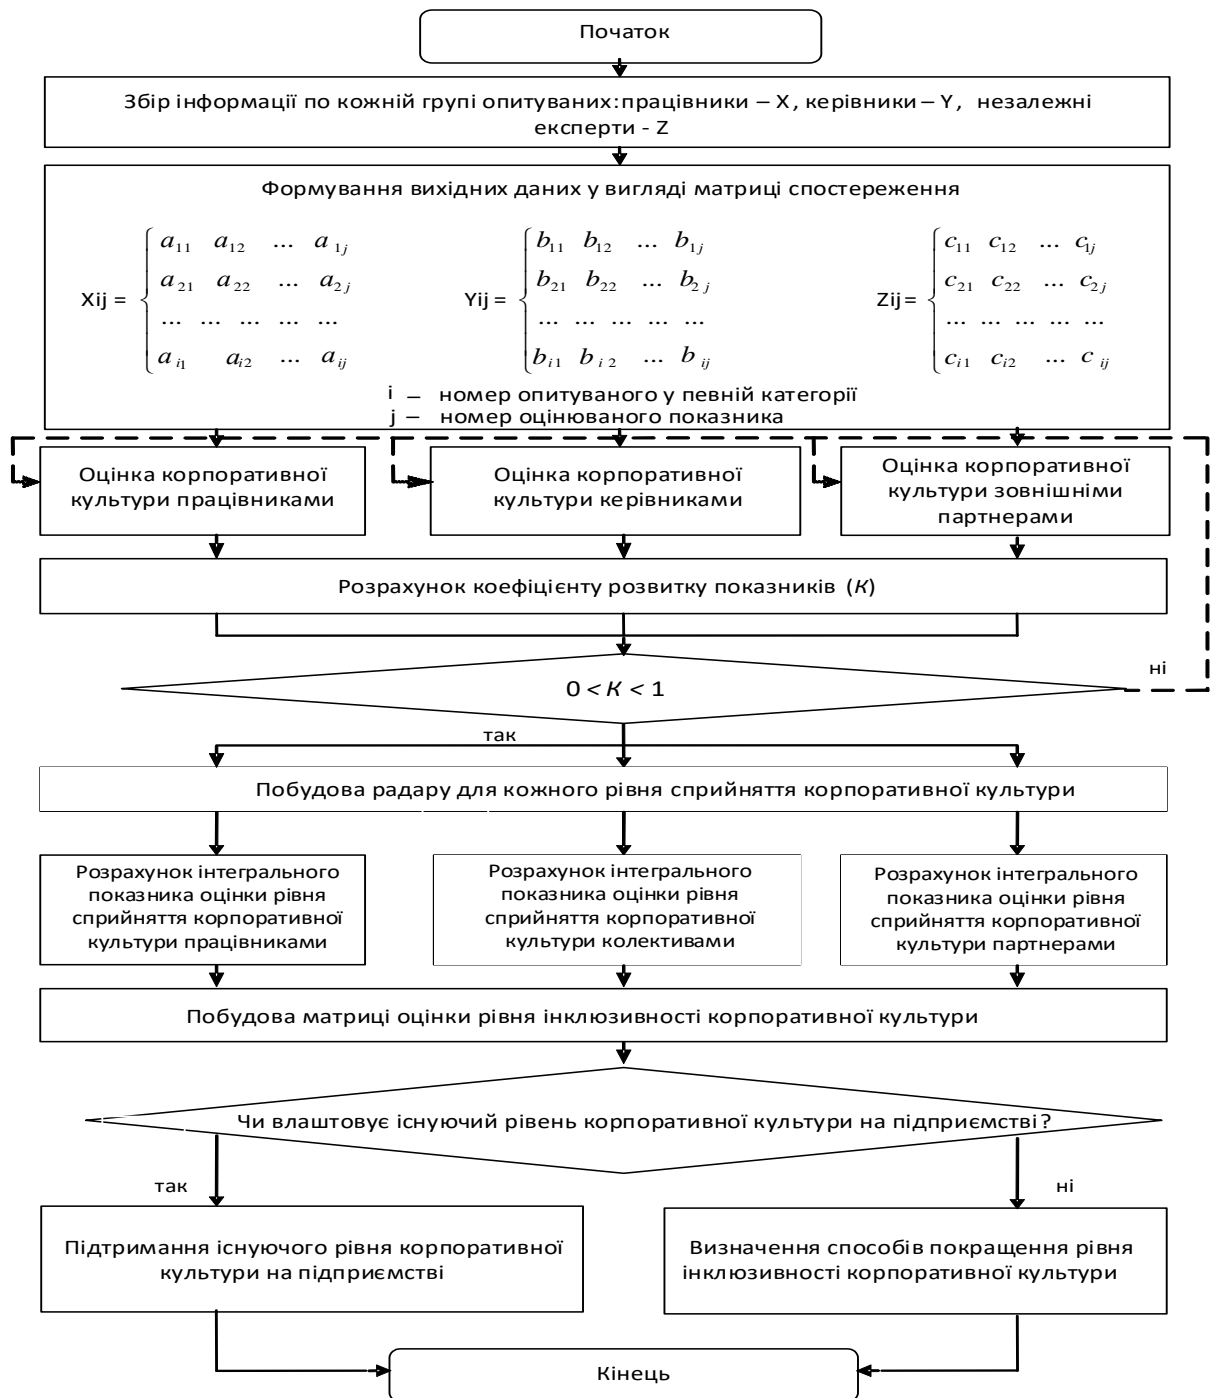 Початок
Збір інформації по кожній групі опитуваних:працівники – X, керівники – Y, незалежні
експерти - Z
Формування вихідних даних у вигляді матриці спостереження
Xij = { a11 a12 ... a1j
a21 a22 ... a2j
... ... ... ... ...
ai1 ai2 ... aij
Yij = { b11 b12 ... b1j
b21 b22 ... b2j
... ... ... ... ...
bi1 bi2 ... bij
Zij= { c11 c12 ... c1j
c21 c22 ... c2j
... ... ... ... ...
ci1 ci2 ... cij
i – номер опитуваного у певній категорії
j – номер оцінюваного показника
Оцінка корпоративної
культури працівниками
Оцінка корпоративної
культури керівниками
Оцінка корпоративної
культури зовнішніми
партнерами
Розрахунок коефіцієнту розвитку показників (К)
0 < К < 1
ні
так
Побудова радару для кожного рівня сприйняття корпоративної культури
Розрахунок інтегрального
показника оцінки рівня
сприйняття корпоративної
культури працівниками
Розрахунок інтегрального
показника оцінки рівня
сприйняття корпоративної
культури колективами
Розрахунок інтегрального
показника оцінки рівня
сприйняття корпоративної
культури партнерами
Побудова матриці оцінки рівня інклюзивності корпоративної культури
Чи влаштовує існуючий рівень корпоративної культури на підприємстві?
так
ні
Підтримання існуючого рівня корпоративної
культури на підприємстві
Визначення способів покращення рівня
інклюзивності корпоративної культури
Кінець